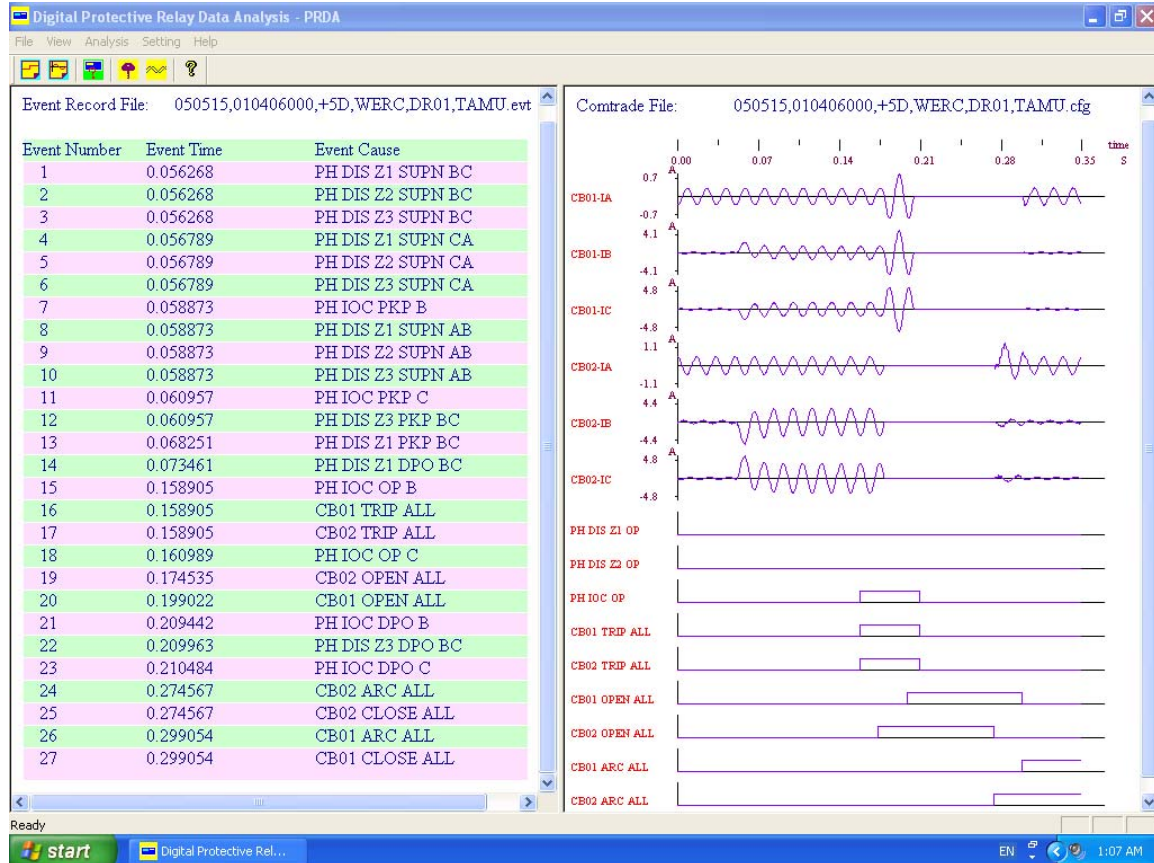 Digital Protective Relay Data Analysis - PRDA
File View Analysis Setting Help
Event Record File: 050515,010406000,+5D,WERC,DR01,TAMU.evt
Event Number Event Time Event Cause
1 0.056268 PH DIS Z1 SUPN BC
2 0.056268 PH DIS Z2 SUPN BC
3 0.056268 PH DIS Z3 SUPN BC
4 0.056789 PH DIS Z1 SUPN CA
5 0.056789 PH DIS Z2 SUPN CA
6 0.056789 PH DIS Z3 SUPN CA
7 0.058873 PH IOC PKP B
8 0.058873 PH DIS Z1 SUPN AB
9 0.058873 PH DIS Z2 SUPN AB
10 0.058873 PH DIS Z3 SUPN AB
11 0.060957 PH IOC PKP C
12 0.060957 PH DIS Z3 PKP BC
13 0.068251 PH DIS Z1 PKP BC
14 0.073461 PH DIS Z1 DPO BC
15 0.158905 PH IOC OP B
16 0.158905 CB01 TRIP ALL
17 0.158905 CB02 TRIP ALL
18 0.160989 PH IOC OP C
19 0.174535 CB02 OPEN ALL
20 0.199022 CB01 OPEN ALL
21 0.209442 PH IOC DPO B
22 0.209963 PH DIS Z3 DPO BC
23 0.210484 PH IOC DPO C
24 0.274567 CB02 ARC ALL
25 0.274567 CB02 CLOSE ALL
26 0.299054 CB01 ARC ALL
27 0.299054 CB01 CLOSE ALL
Comtrade File: 050515,010406000,+5D,WERC,DR01,TAMU.cfg
time
0.00 0.07 0.14 0.21 0.28 0.35 S
0.7 A
CB01-IA
-0.7
4.1 A
CB01-IB
-4.1
4.8 A
CB01-IC
-4.8
1.1 A
CB02-IA
-1.1
4.4 A
CB02-IB
-4.4
4.8 A
CB02-IC
-4.8
PH DIS Z1 OP
PH DIS Z2 OP
PH IOC OP
CB01 TRIP ALL
CB02 TRIP ALL
CB01 OPEN ALL
CB02 OPEN ALL
CB01 ARC ALL
CB02 ARC ALL
Ready
start Digital Protective Rel... EN 1:07 AM